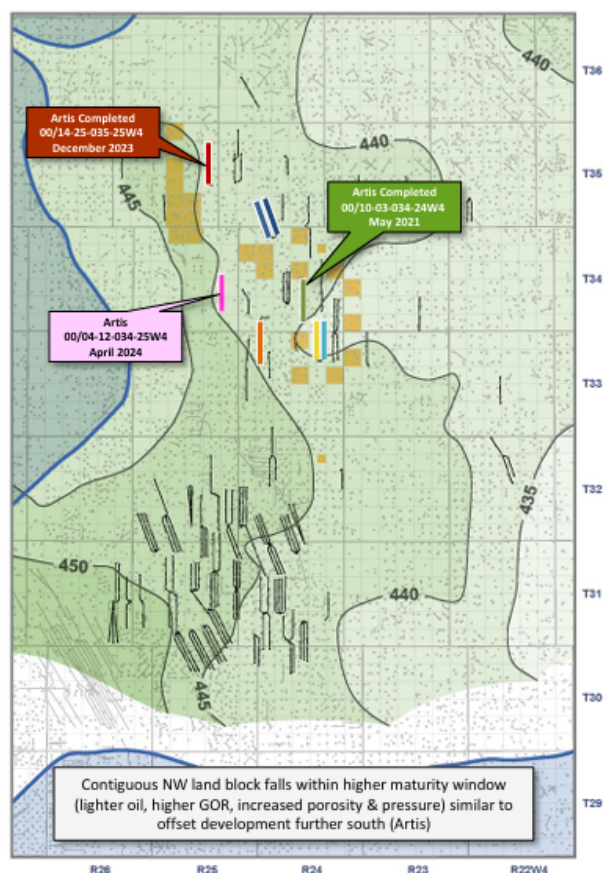 T36
440
Artis Completed
00/14-25-035-25W4
December 2023
440
T35
445
Artis Completed
00/10-03-034-24W4
May 2021
T34
Artis
00/04-12-034-25W4
April 2024
T33
T32
435
450
440
T31
445
T30
Contiguous NW land block falls within higher maturity window
(lighter oil, higher GOR, increased porosity & pressure) similar to
offset development further south (Artis)
T29
R26 R25 R24 R23 R22W4